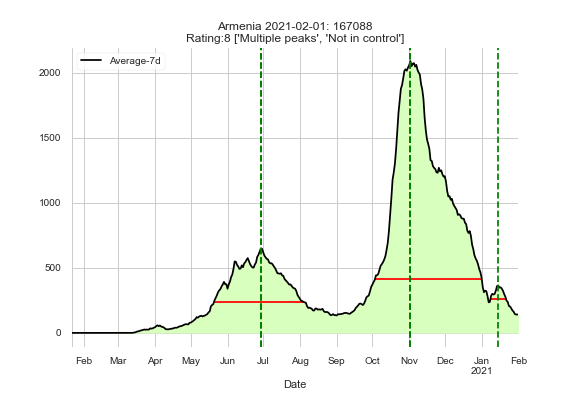 Armenia 2021-02-01: 167088
Rating:8 ['Multiple peaks', 'Not in control']
Average-7d
2000
1500
1000
500
0
Feb Mar Apr May Jun Jul Aug Sep Oct Nov Dec Jan Feb
2021
Date